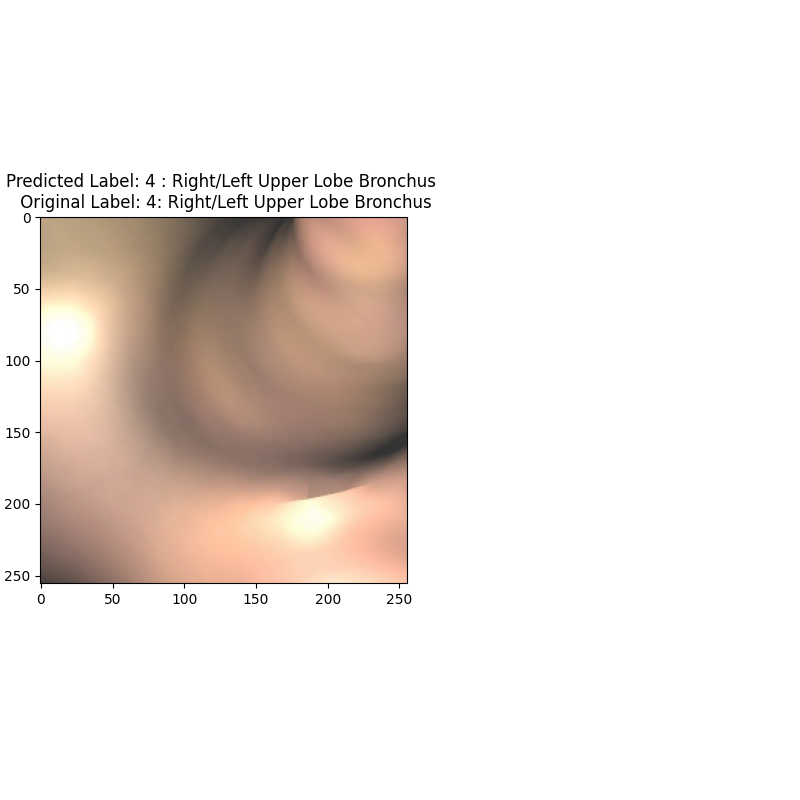 Predicted Label: 4 : Right/Left Upper Lobe Bronchus
Original Label: 4: Right/Left Upper Lobe Bronchus
0
50
100
150
200
250
0 50 100 150 200 250